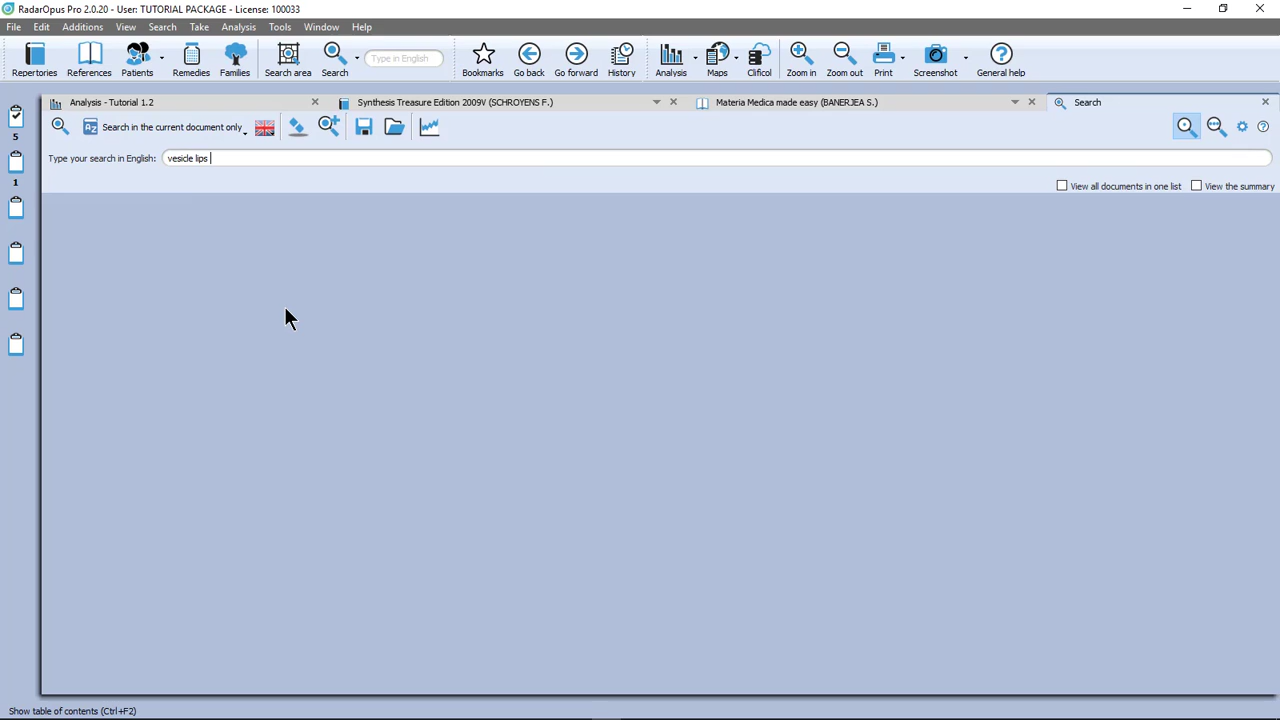 RadarOpus Pro 2.0.20 - User: TUTORIAL PACKAGE - License: 100033
File Edit Additions View Search Take Analysis Tools Window Help
Type in English
Repertories References Patients Remedies Families Search area Search Bookmarks Go back Go forward History Analysis Maps Clificol Zoom in Zoom out Print Screenshot General help
Analysis - Tutorial 1.2 Synthesis Treasure Edition 2009V (SCHROYENS F.) Materia Medica made easy (BANERJEA S.) Search
Search in the current document only
5
Type your search in English: vesicle lips
1
View all documents in one list View the summary
Show table of contents (Ctrl+F2)